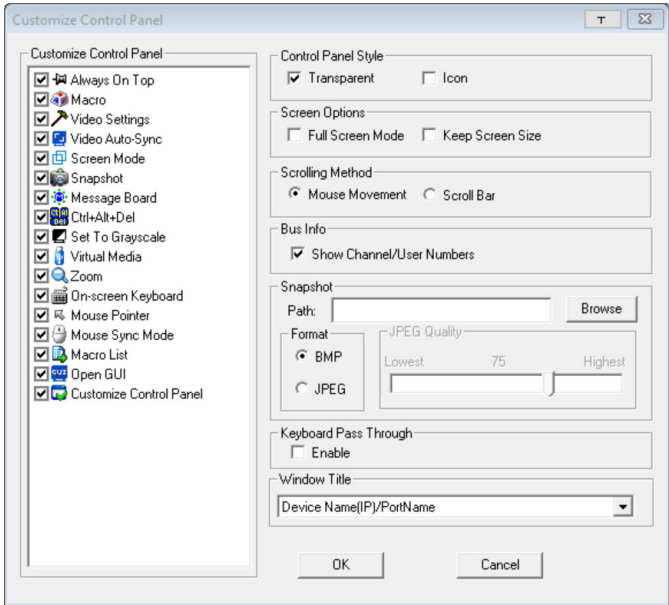 Customize Control Panel
T
Customize Control Panel
Always On Top
Macro
Video Settings
Video Auto-Sync
Screen Mode
Snapshot
Message Board
Ctrl+Alt+Del
Set To Grayscale
Virtual Media
Zoom
On-screen Keyboard
Mouse Pointer
Mouse Sync Mode
Macro List
GUI Open GUI
Customize Control Panel
Control Panel Style
Transparent Icon
Screen Options
Full Screen Mode Keep Screen Size
Scrolling Method
Mouse Movement Scroll Bar
Bus Info
Show Channel/User Numbers
Snapshot
Path: Browse
Format
BMP
JPEG
JPEG Quality
Lowest 75 Highest
Keyboard Pass Through
Enable
Window Title
Device Name(IP)/PortName
OK Cancel